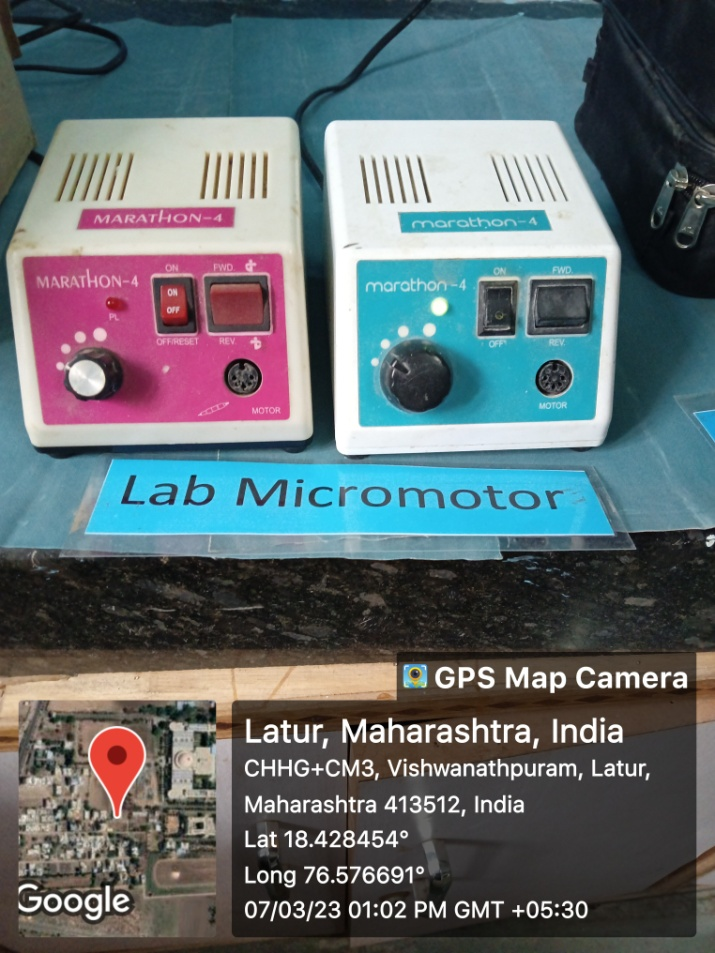 MARATHON-4
marathon-4
MARATHON-4
ON
FWD.
PL
ON
OFF
OFF/RESET
REV.
MOTOR
marathon-4
ON
FWD.
OFF
REV.
MOTOR
Lab Micromotor
GPS Map Camera
Latur, Maharashtra, India
CHHG+CM3, Vishwanathpuram, Latur,
Maharashtra 413512, India
Lat 18.428454°
Long 76.576691°
07/03/23 01:02 PM GMT +05:30
Google